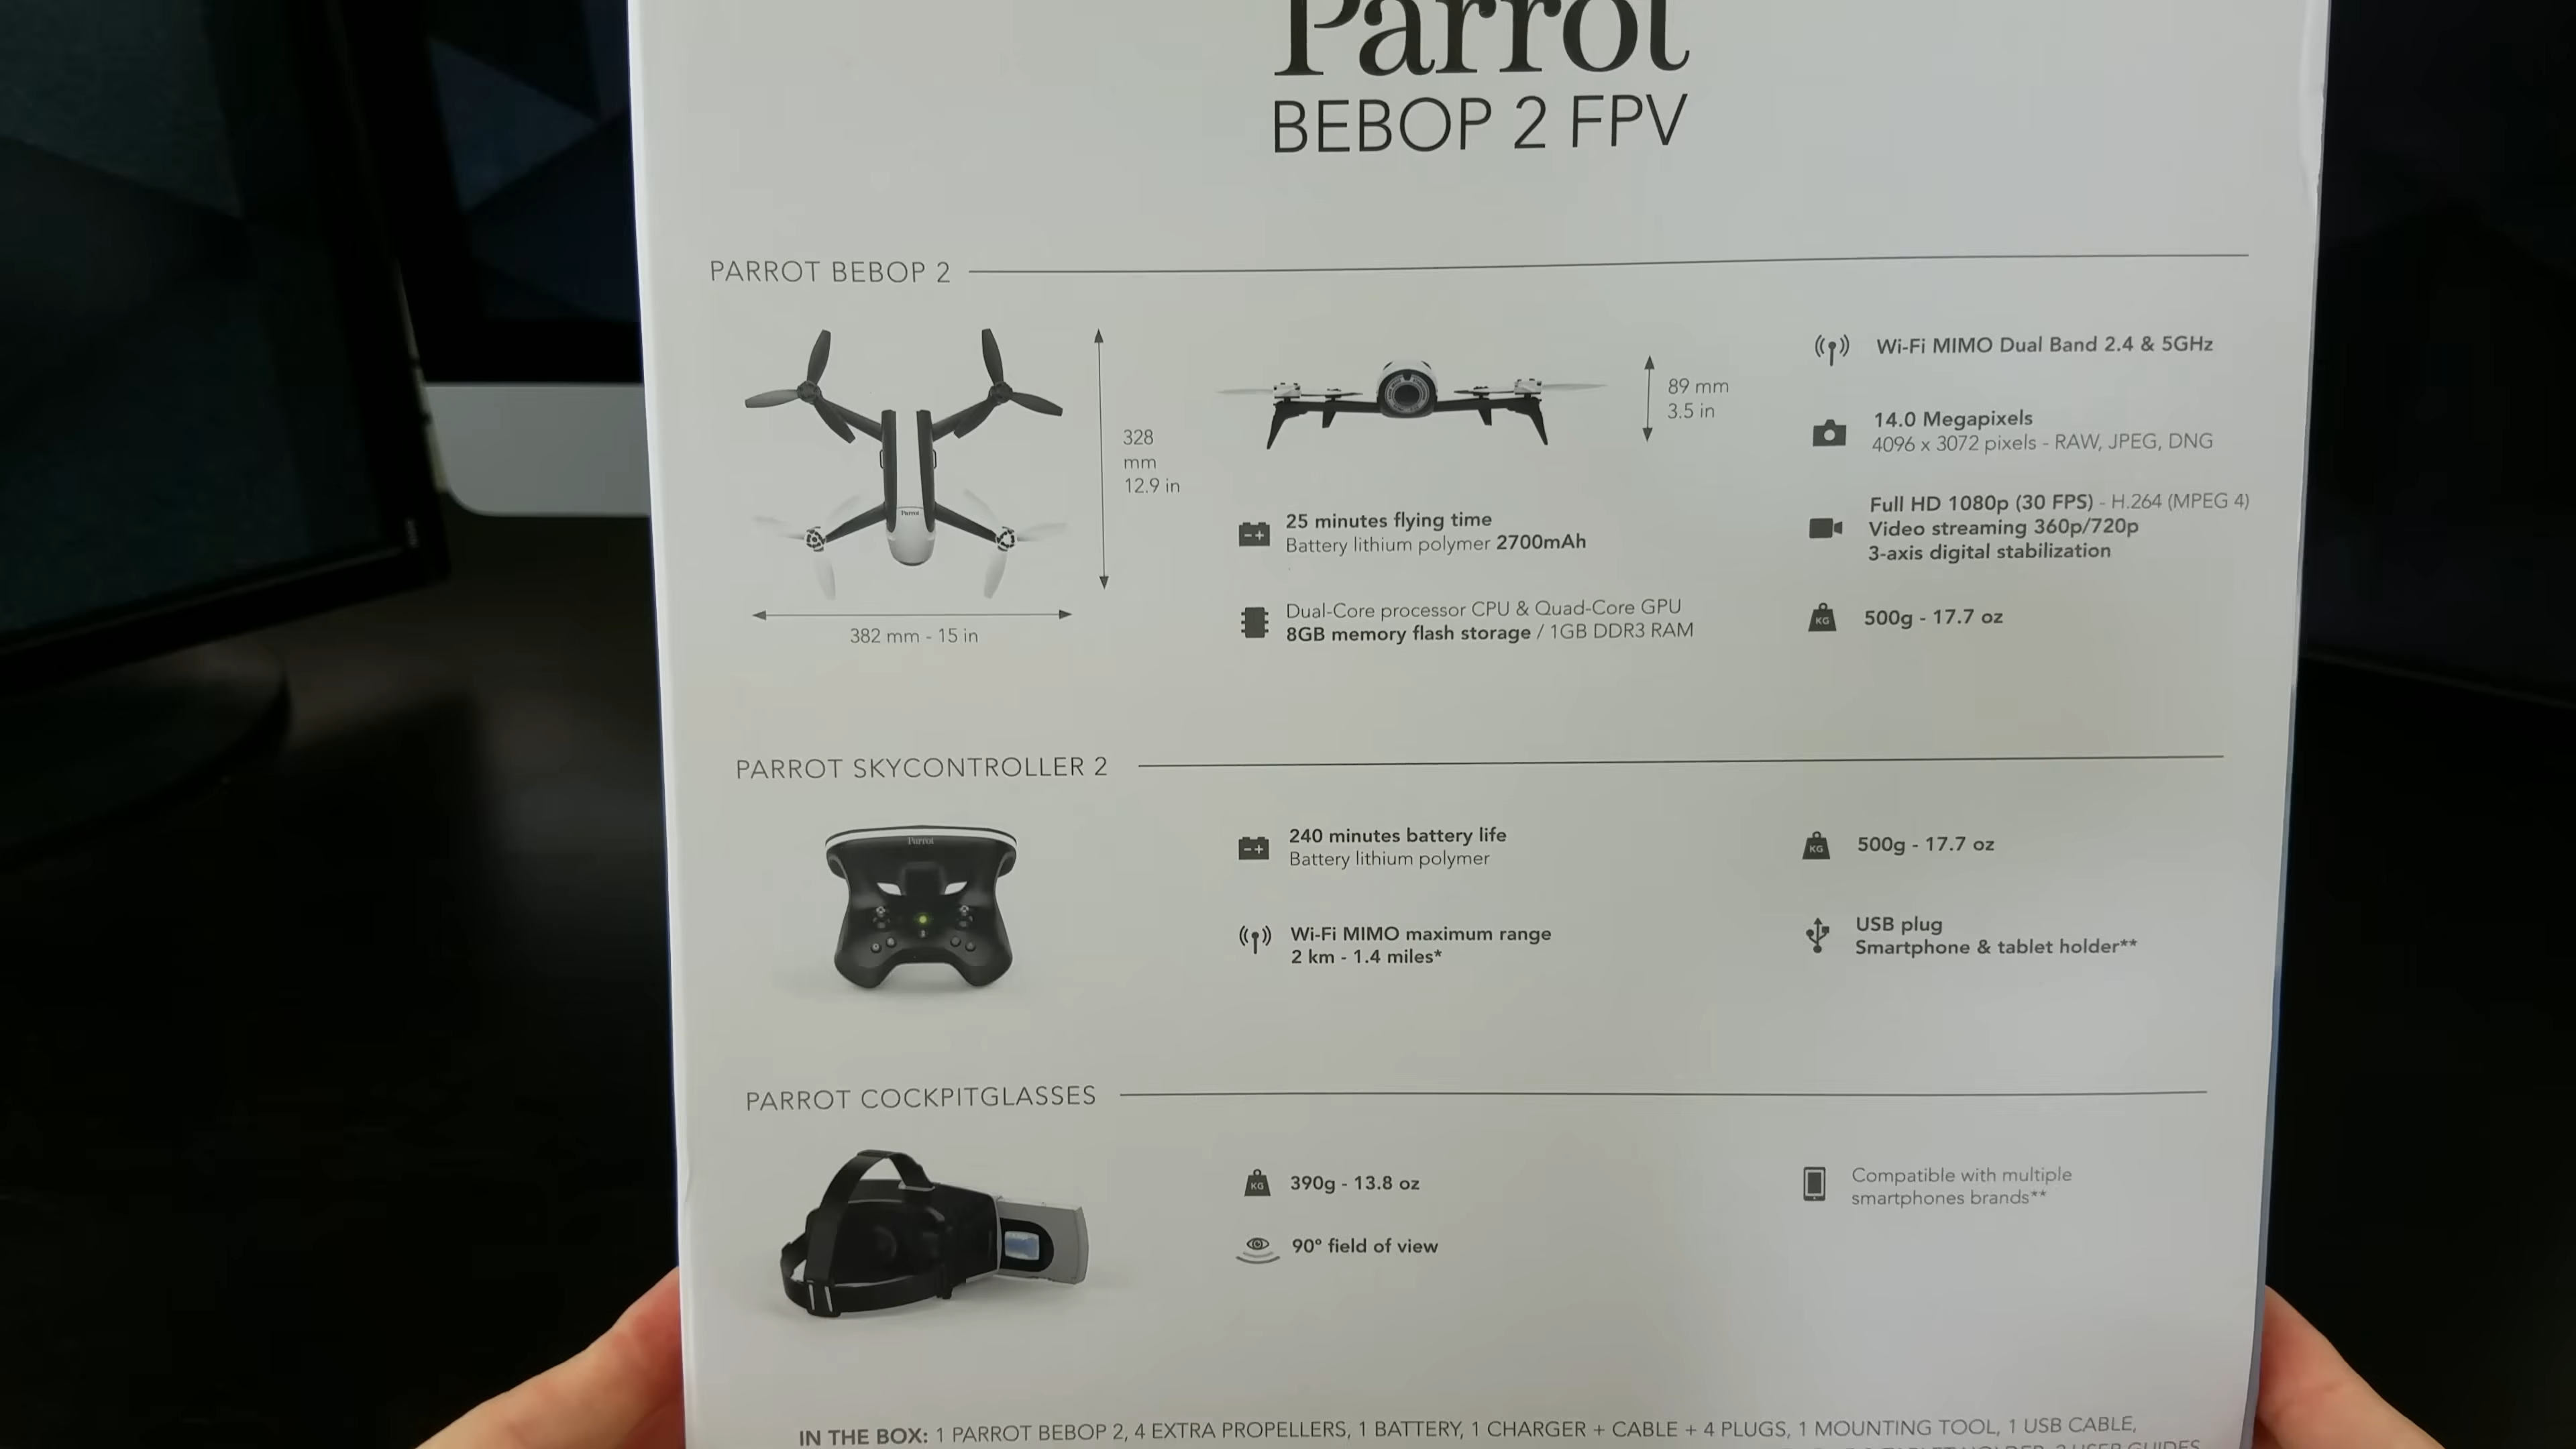 Parrot
BEBOP 2 FPV
PARROT BEBOP 2
328
mm
12.9 in
382 mm - 15 in
89 mm
3.5 in
25 minutes flying time
Battery lithium polymer 2700mAh
Dual-Core processor CPU & Quad-Core GPU
8GB memory flash storage / 1GB DDR3 RAM
Wi-Fi MIMO Dual Band 2.4 & 5GHz
14.0 Megapixels
4096 x 3072 pixels - RAW, JPEG, DNG
Full HD 1080p (30 FPS) - H.264 (MPEG 4)
Video streaming 360p/720p
3-axis digital stabilization
KG
500g - 17.7 oz
Parrot
PARROT SKYCONTROLLER 2
Parrot
240 minutes battery life
Battery lithium polymer
Wi-Fi MIMO maximum range
2 km - 1.4 miles*
KG
500g - 17.7 oz
USB plug
Smartphone & tablet holder**
PARROT COCKPITGLASSES
KG
390g - 13.8 oz
90° field of view
Compatible with multiple
smartphones brands**
IN THE BOX: 1 PARROT BEBOP 2, 4 EXTRA PROPELLERS, 1 BATTERY, 1 CHARGER + CABLE + 4 PLUGS, 1 MOUNTING TOOL, 1 USB CABLE,
USER GUIDES